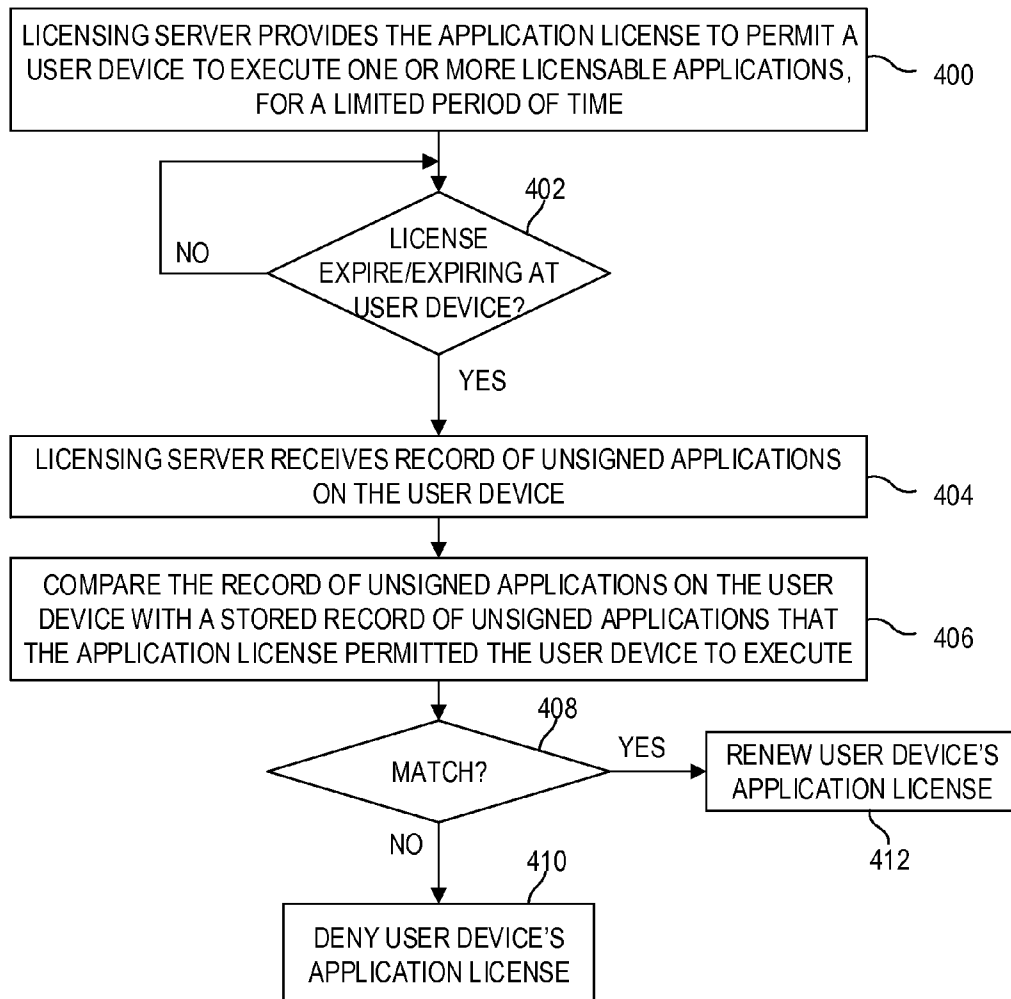 LICENSING SERVER PROVIDES THE APPLICATION LICENSE TO PERMIT A
USER DEVICE TO EXECUTE ONE OR MORE LICENSABLE APPLICATIONS,
FOR A LIMITED PERIOD OF TIME
400
402
LICENSE
EXPIRE/EXPIRING AT
USER DEVICE?
NO
YES
LICENSING SERVER RECEIVES RECORD OF UNSIGNED APPLICATIONS
ON THE USER DEVICE
404
COMPARE THE RECORD OF UNSIGNED APPLICATIONS ON THE USER
DEVICE WITH A STORED RECORD OF UNSIGNED APPLICATIONS THAT
THE APPLICATION LICENSE PERMITTED THE USER DEVICE TO EXECUTE
406
408
MATCH?
YES
RENEW USER DEVICE'S
APPLICATION LICENSE
412
NO
410
DENY USER DEVICE'S
APPLICATION LICENSE